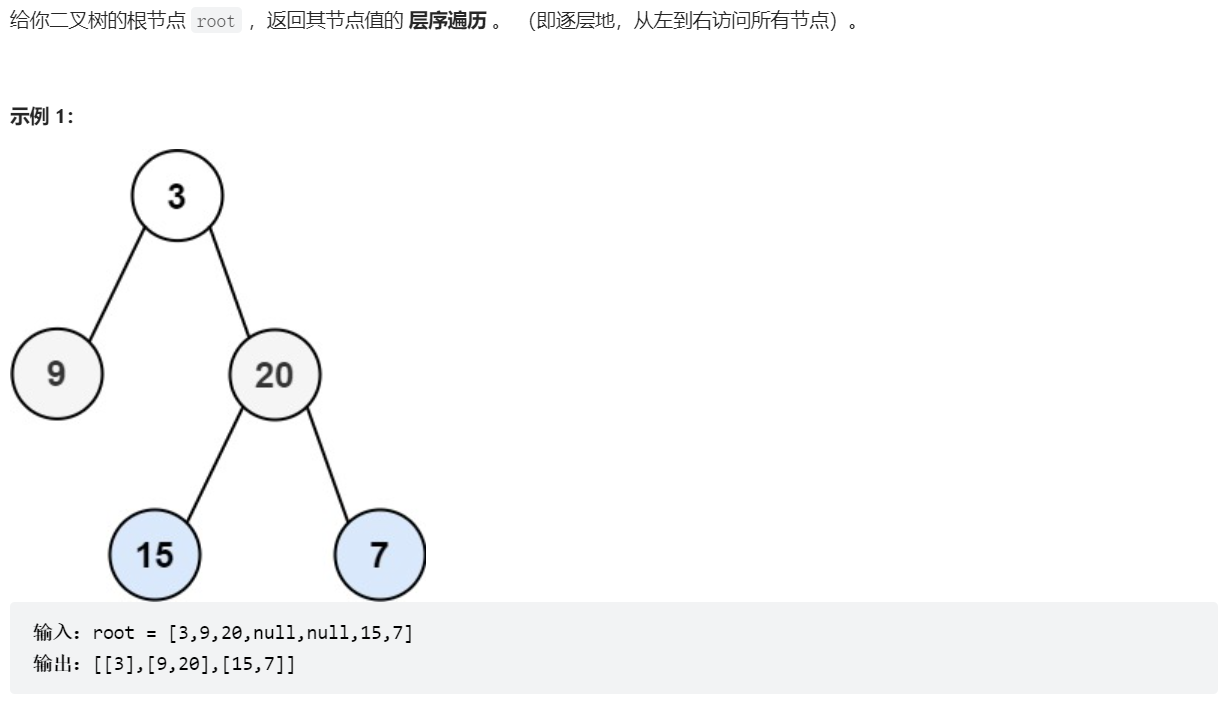 给你二叉树的根节点 root ，返回其节点值的 层序遍历 。 （即逐层地，从左到右访问所有节点）。
示例 1：
3
9
20
15
7
输入：root = [3,9,20,null,null,15,7]
输出：[[3],[9,20],[15,7]]